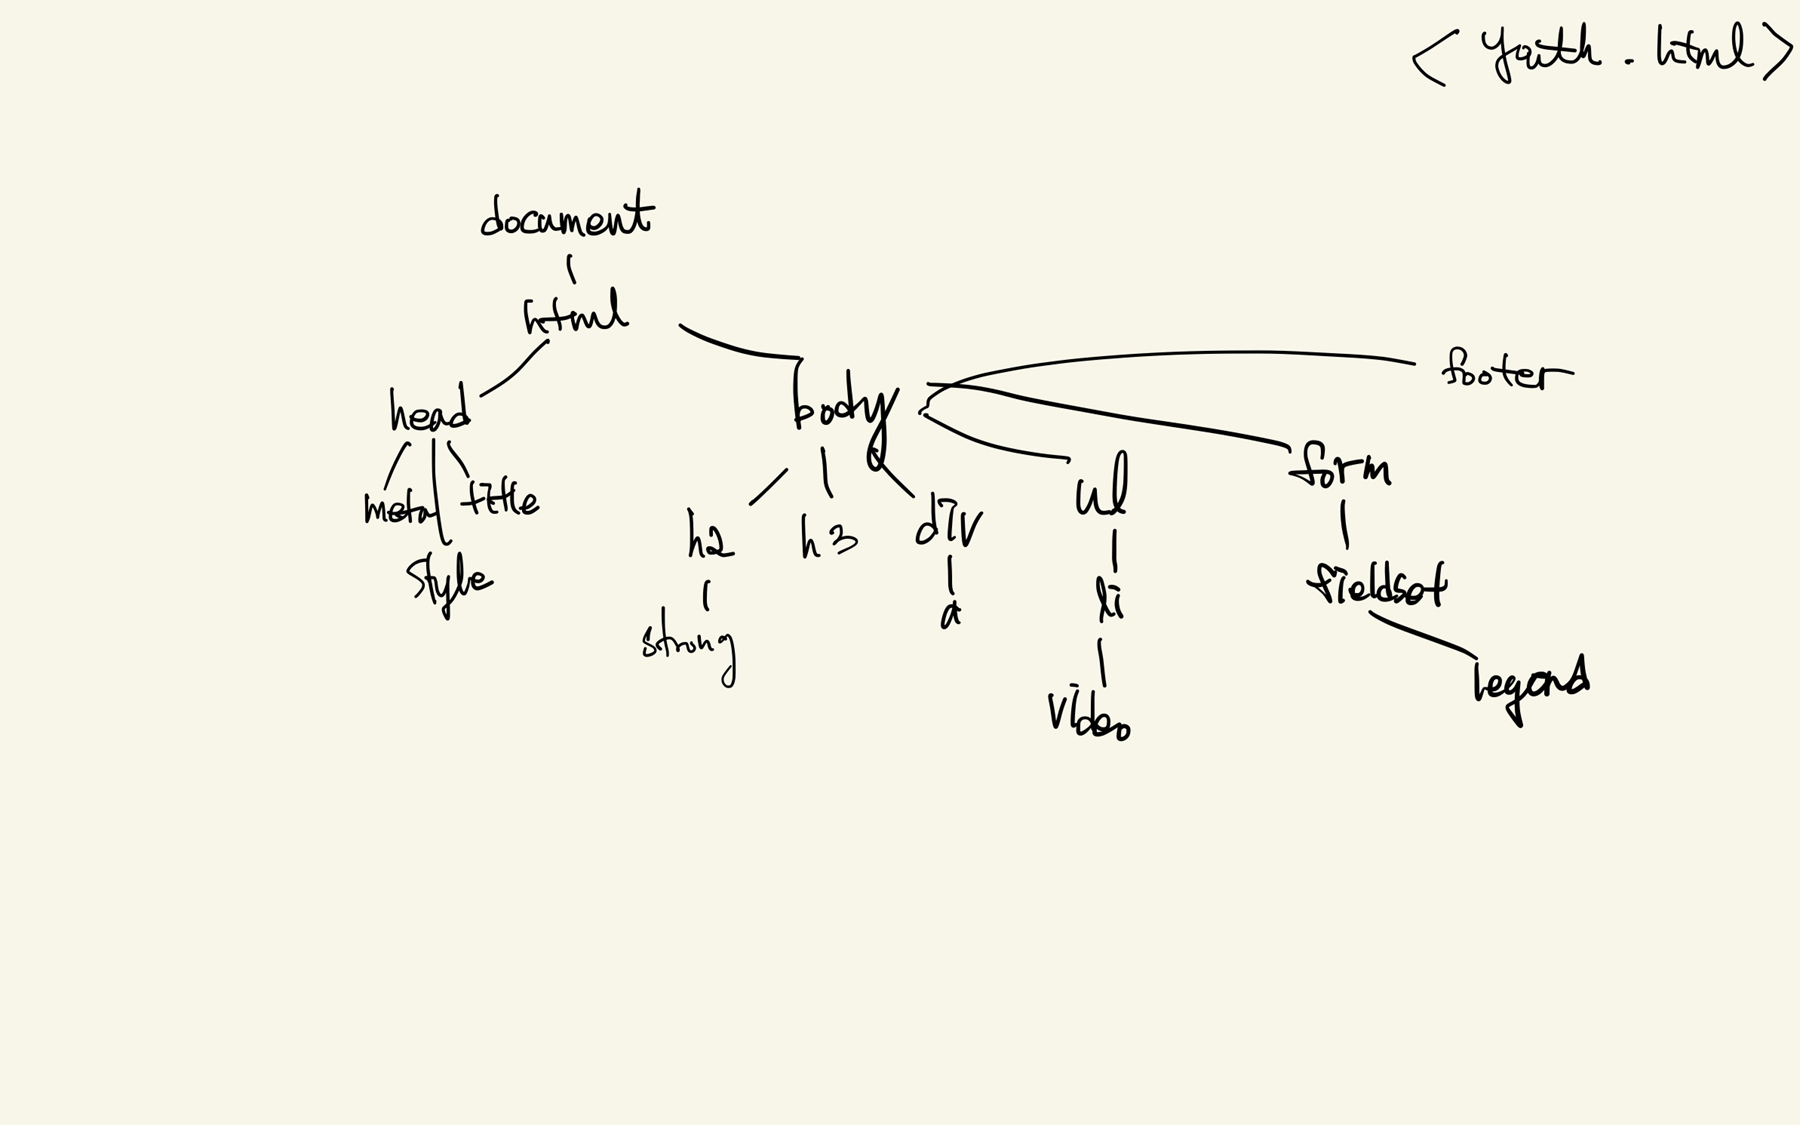 < youth . html >
document
html
head
body
footer
meta
title
style
h2
h3
div
ul
form
strong
a
li
fieldset
video
legend